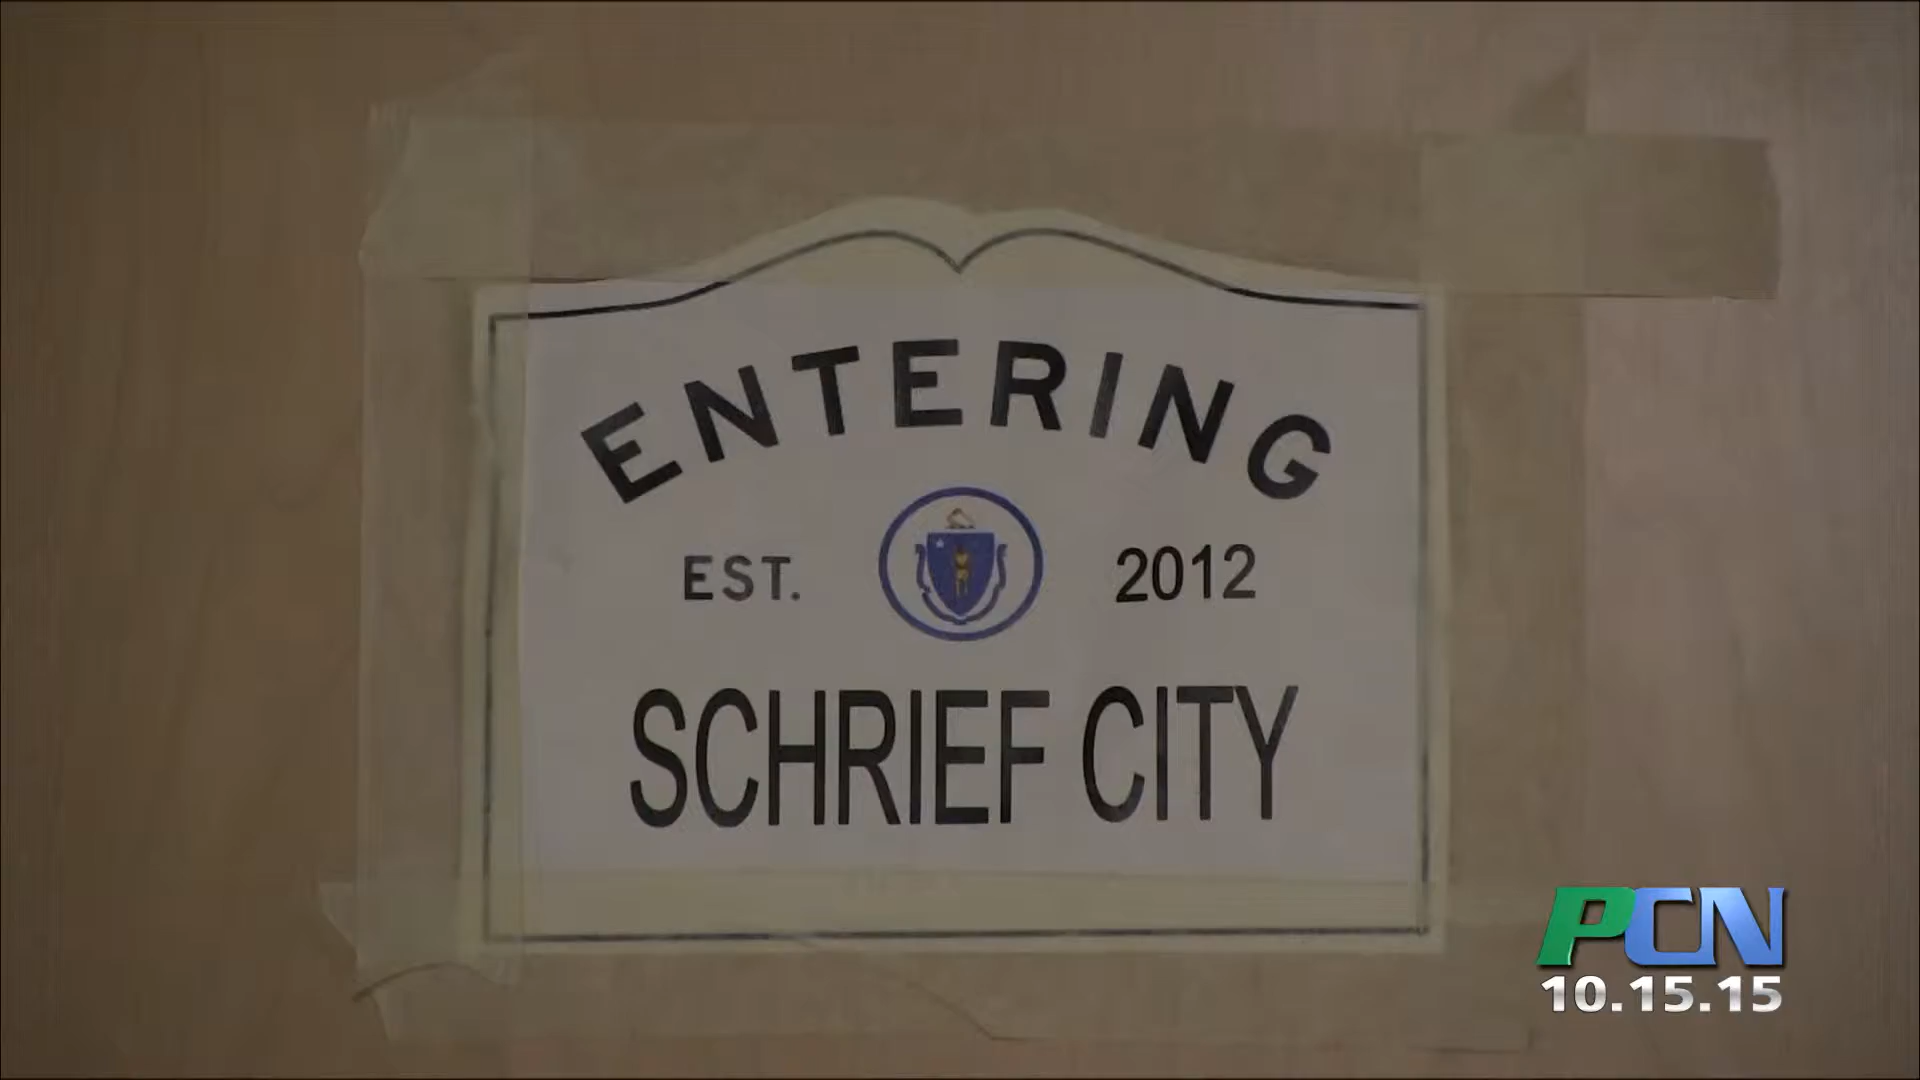 ENTERING
EST. 2012
SCHRIEF CITY
PCN
10.15.15